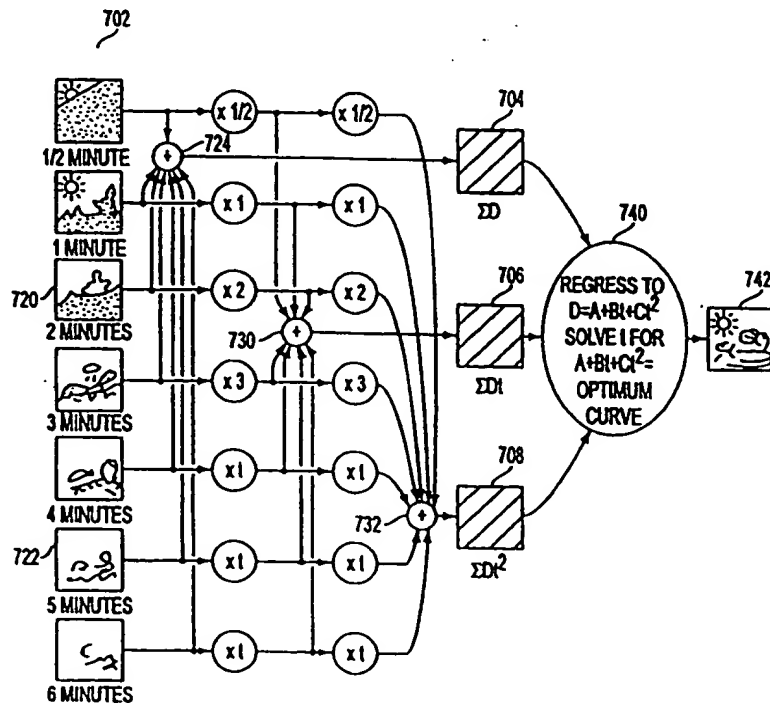 702
x 1/2
x 1/2
1/2 MINUTE
+
724
704
ΣD
x 1
x 1
1 MINUTE
740
720
x 2
x 2
2 MINUTES
+
730
706
ΣDt
REGRESS TO
D=A+Bt+Ct²
SOLVE t FOR
A+Bt+Ct²=
OPTIMUM
CURVE
742
x 3
x 3
3 MINUTES
x t
x t
4 MINUTES
732
+
708
ΣDt²
722
x t
x t
5 MINUTES
x t
x t
6 MINUTES